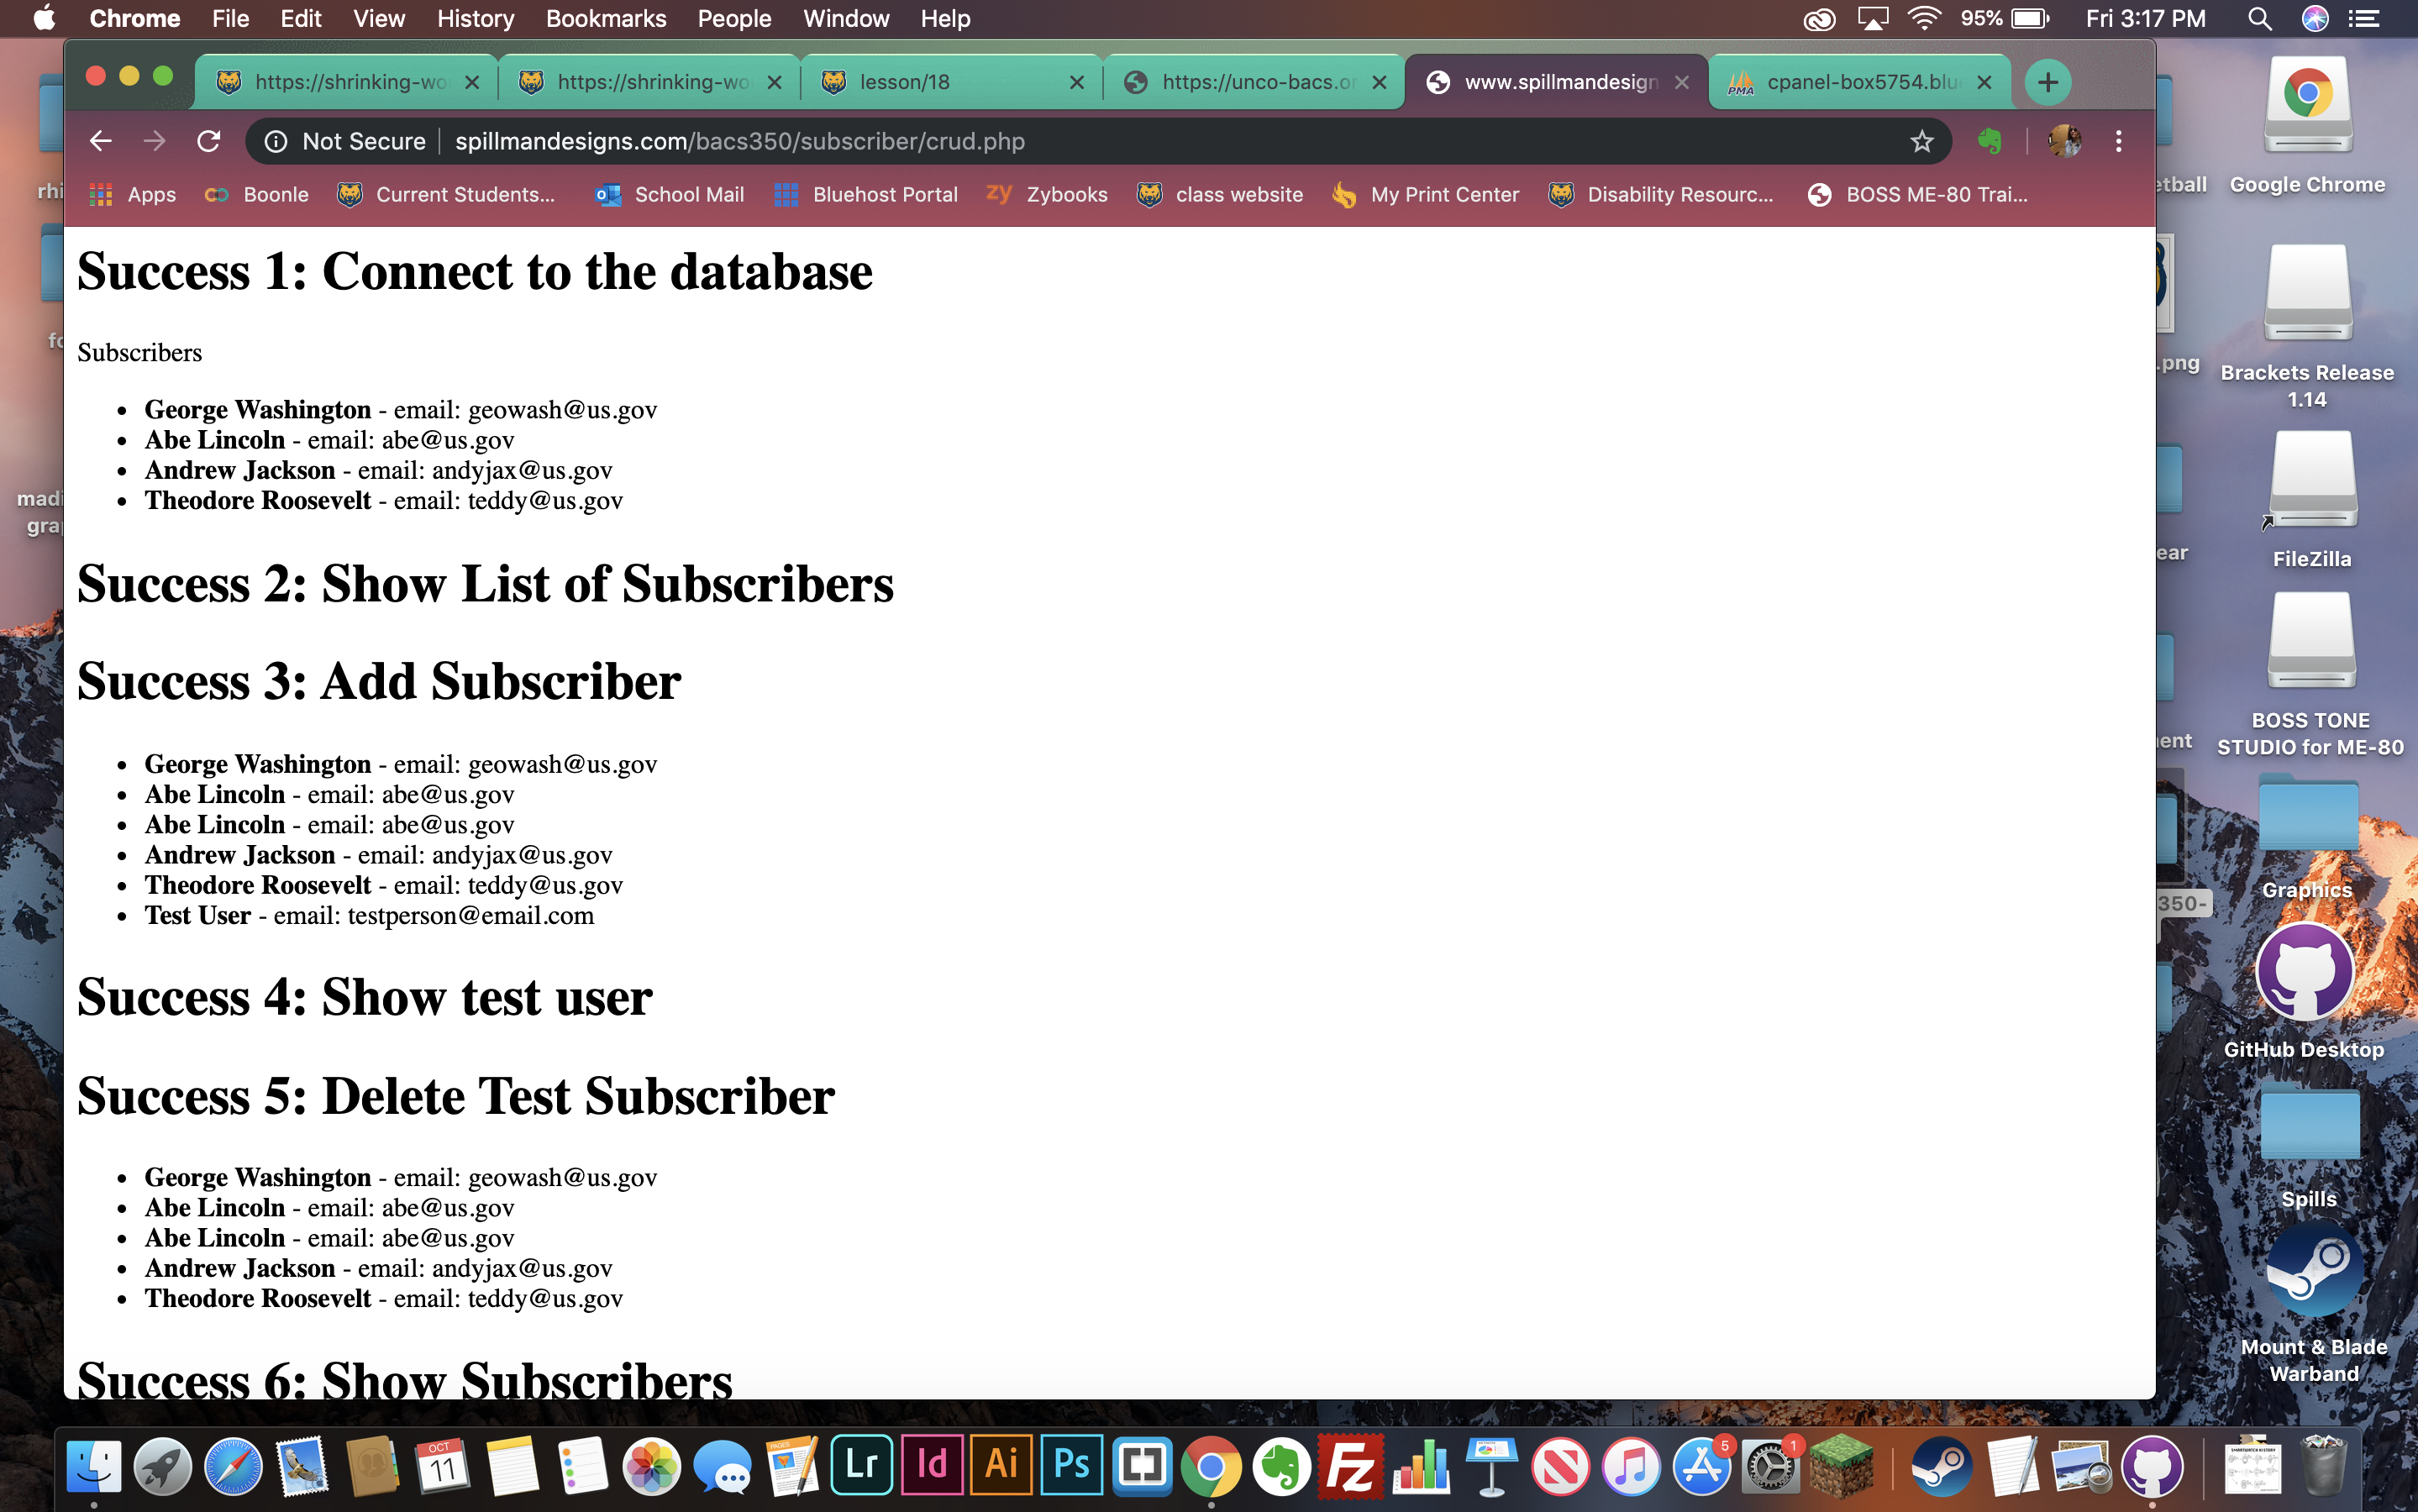 Chrome File Edit View History Bookmarks People Window Help 95% Fri 3:17 PM
https://shrinking-wo https://shrinking-wo lesson/18 https://unco-bacs.or www.spillmandesign cpanel-box5754.blue
Not Secure spillmandesigns.com/bacs350/subscriber/crud.php
Apps Boonle Current Students... School Mail Bluehost Portal Zybooks class website My Print Center Disability Resourc... BOSS ME-80 Trai...
Success 1: Connect to the database
Subscribers
• George Washington - email: geowash@us.gov
• Abe Lincoln - email: abe@us.gov
• Andrew Jackson - email: andyjax@us.gov
• Theodore Roosevelt - email: teddy@us.gov
Success 2: Show List of Subscribers
Success 3: Add Subscriber
• George Washington - email: geowash@us.gov
• Abe Lincoln - email: abe@us.gov
• Abe Lincoln - email: abe@us.gov
• Andrew Jackson - email: andyjax@us.gov
• Theodore Roosevelt - email: teddy@us.gov
• Test User - email: testperson@email.com
Success 4: Show test user
Success 5: Delete Test Subscriber
• George Washington - email: geowash@us.gov
• Abe Lincoln - email: abe@us.gov
• Abe Lincoln - email: abe@us.gov
• Andrew Jackson - email: andyjax@us.gov
• Theodore Roosevelt - email: teddy@us.gov
Success 6: Show Subscribers
rhi
fo
madi
gra
etball
.png
ear
ent
350-
Google Chrome
Brackets Release
1.14
FileZilla
BOSS TONE
STUDIO for ME-80
Graphics
GitHub Desktop
Spills
Mount & Blade
Warband
OCT
11
PAGES
Lr Id Ai Ps
Fz
5
1